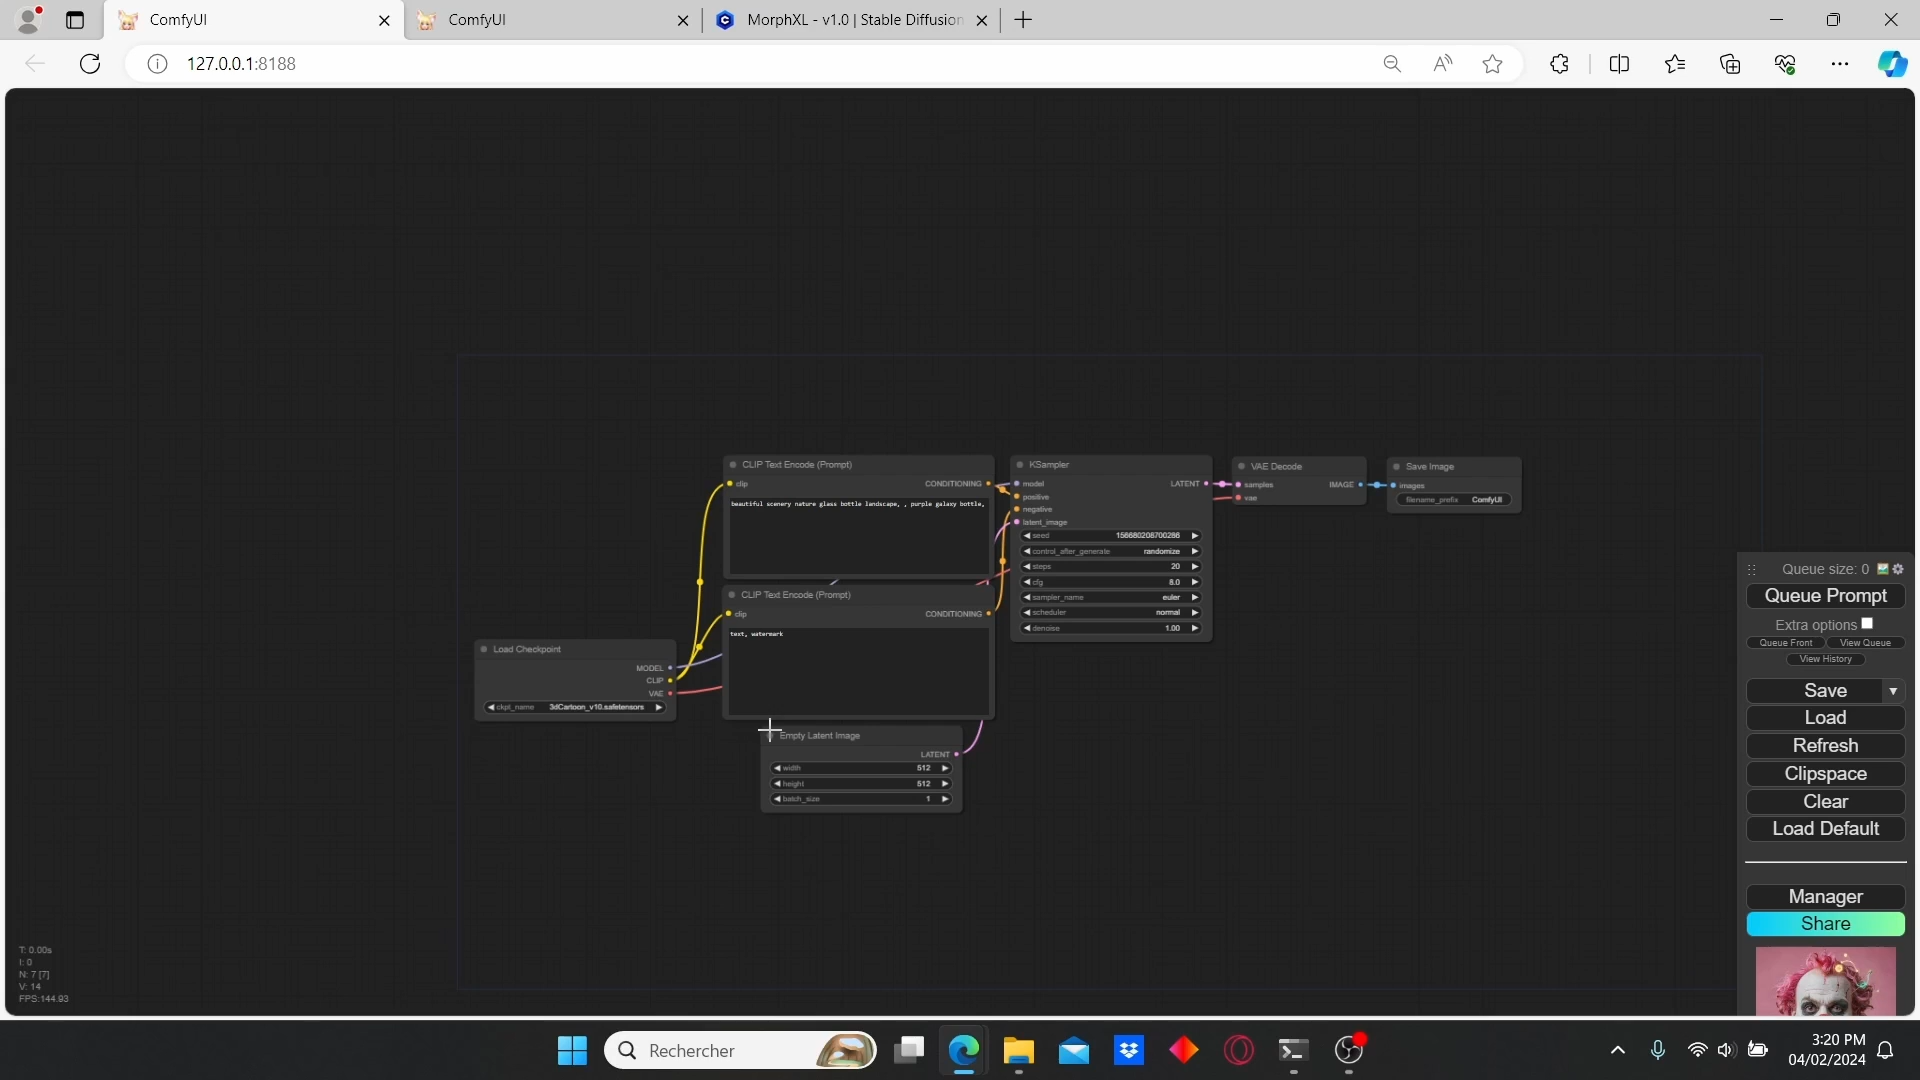 ComfyUI
ComfyUI
MorphXL - v1.0 | Stable Diffusion
127.0.0.1:8188
CLIP Text Encode (Prompt)
clip
CONDITIONING
beautiful scenery nature glass bottle landscape, , purple galaxy bottle,
KSampler
model
LATENT
positive
negative
latent_image
seed 156680208700286
control_after_generate randomize
steps 20
cfg 8.0
sampler_name euler
scheduler normal
denoise 1.00
VAE Decode
samples
IMAGE
vae
Save Image
images
filename_prefix ComfyUI
CLIP Text Encode (Prompt)
clip
CONDITIONING
text, watermark
Load Checkpoint
MODEL
CLIP
VAE
ckpt_name 3dCartoon_v10.safetensors
Empty Latent Image
LATENT
width 512
height 512
batch_size 1
Queue size: 0
Queue Prompt
Extra options
Queue Front
View Queue
View History
Save
Load
Refresh
Clipspace
Clear
Load Default
Manager
Share
T: 0.00s
I: 0
N: 7 [7]
V: 14
FPS:144.93
Rechercher
3:20 PM
04/02/2024